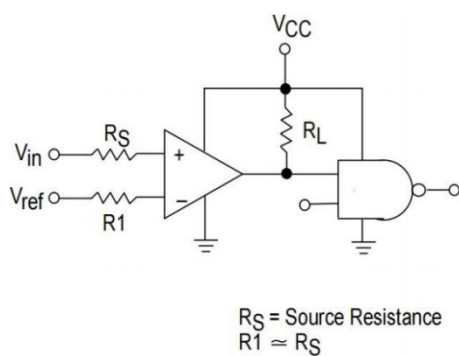 VCC
RS
RL
Vin
+
Vref
−
R1
RS = Source Resistance
R1 ≃ RS